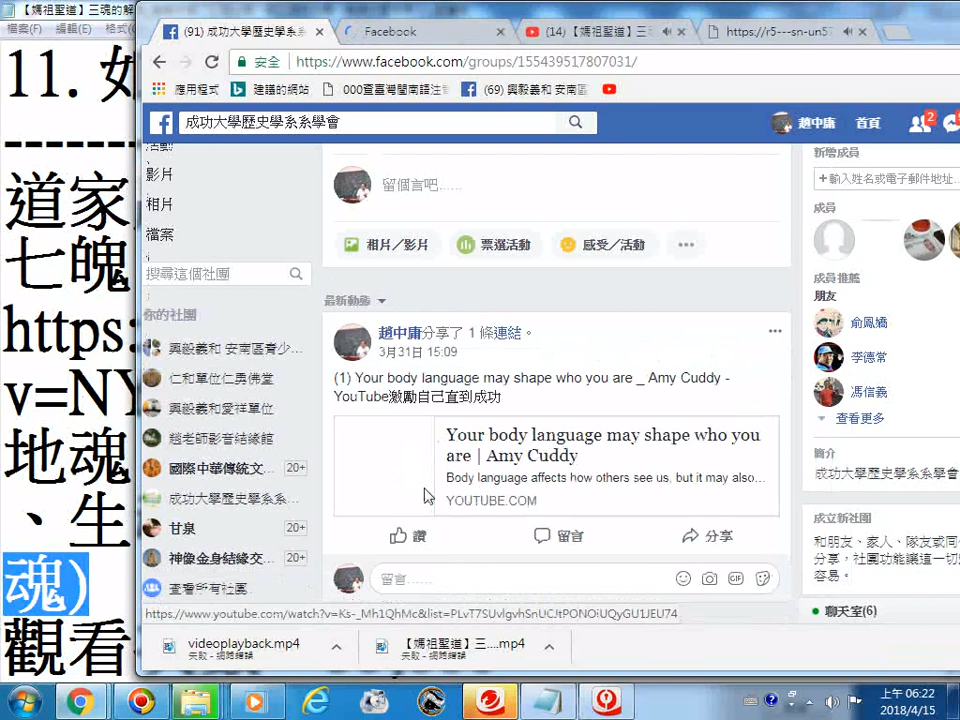 【媽祖聖道】三魂的解
檔案(F) 編輯(E) 格式(
11. 如
道家
七魄
https:
v=NY
地魂
、生
魂)
觀看
(91) 成功大學歷史學系系
Facebook
(14)【媽祖聖道】三
https://r5---sn-un57
安全
https://www.facebook.com/groups/155439517807031/
應用程式
建議的網站
000查臺灣閩南語注
(69) 興毅義和 安南區
成功大學歷史學系系學會
趙中庸
首頁
2
活動
影片
相片
檔案
搜尋這個社團
你的社團
興毅義和 安南區青少...
仁和單位仁勇佛堂
興毅義和愛祥單位
趙老師影音結緣館
國際中華傳統文... 20+
成功大學歷史學系系...
甘泉 20+
神像金身結緣交... 20+
查看所有社團
留個言吧......
相片／影片
票選活動
感受／活動
最新動態
趙中庸分享了 1 條連結。
3月31日 15:09
(1) Your body language may shape who you are _ Amy Cuddy -
YouTube激勵自己直到成功
Your body language may shape who you
are | Amy Cuddy
Body language affects how others see us, but it may also...
YOUTUBE.COM
讚
留言
分享
留言......
GIF
新增成員
+輸入姓名或電子郵件地址...
成員
成員推薦
朋友
俞鳳嬌
李德常
馮信義
查看更多
簡介
成功大學歷史學系系學會
成立新社團
和朋友、家人、隊友或同
分享，社團功能讓這一切
容易。
聊天室(6)
https://www.youtube.com/watch?v=Ks-_Mh1QhMc&list=PLvT7SUvlgvhSnUCJtPONOiUQyGU1JEU74
videoplayback.mp4
失敗 - 網路錯誤
【媽祖聖道】三....mp4
失敗 - 網路錯誤
上午 06:22
2018/4/15